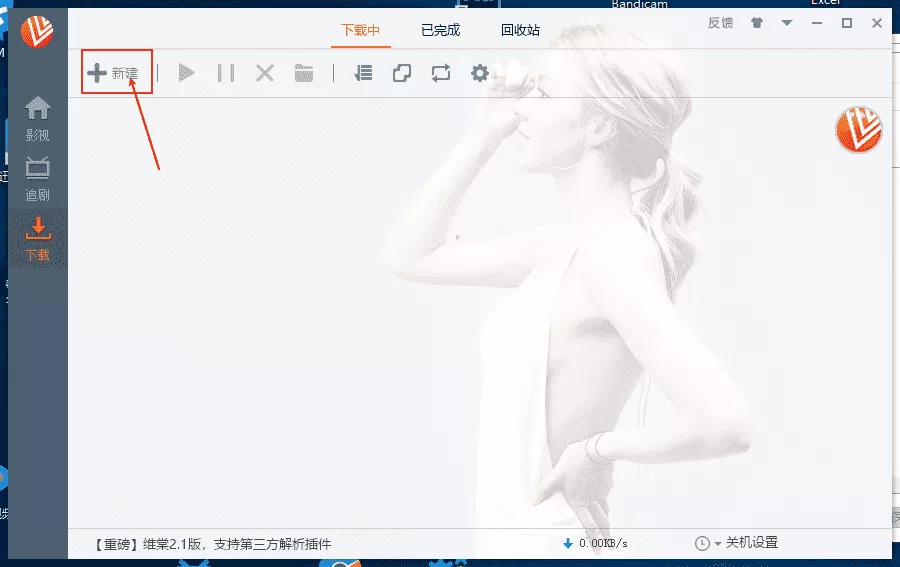 Bandicam
Excel
下载中 已完成 回收站 反馈
新建
影视
追剧
下载
【重磅】维棠2.1版，支持第三方解析插件 0.00KB/s 关机设置